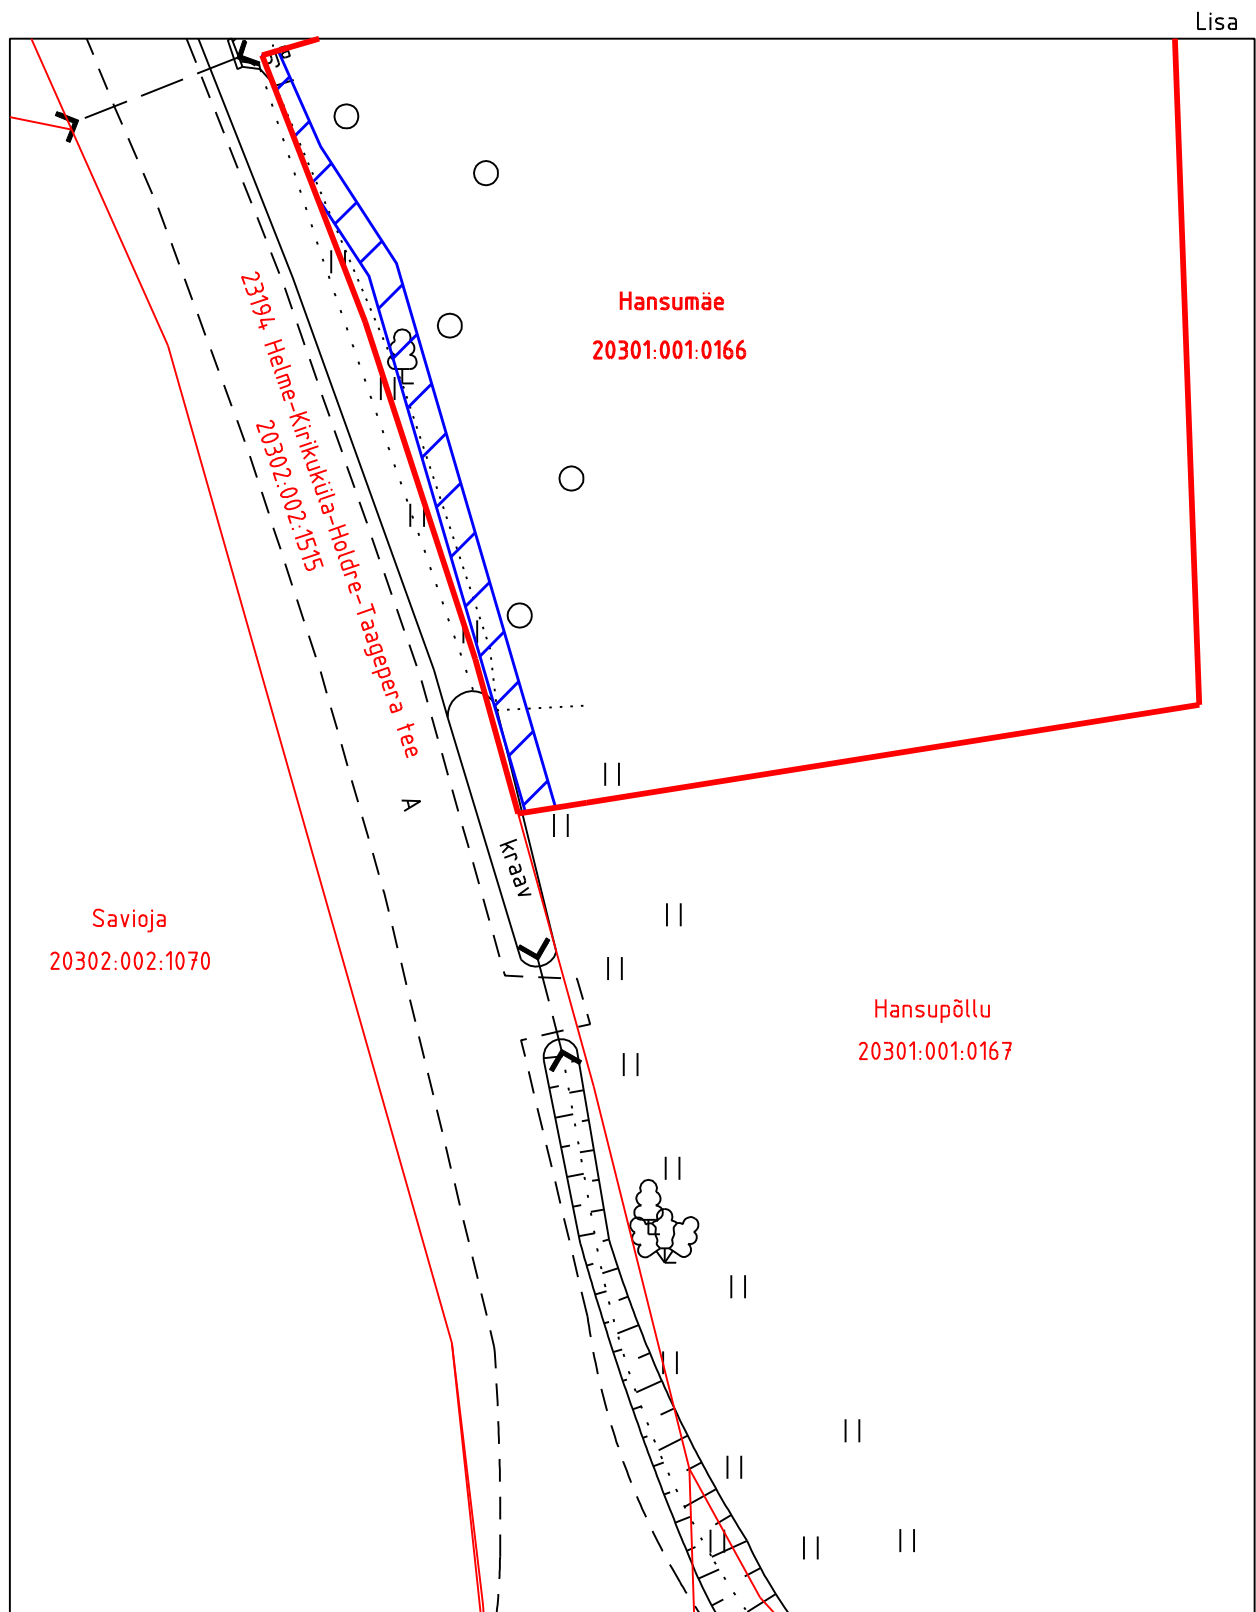 Lisa
Hansumäe
20301:001:0166
23194 Helme-Kirikuküla-Holdre-Taagepera tee
20302:002:1515
A
kraav
Savioja
20302:002:1070
Hansupõllu
20301:001:0167